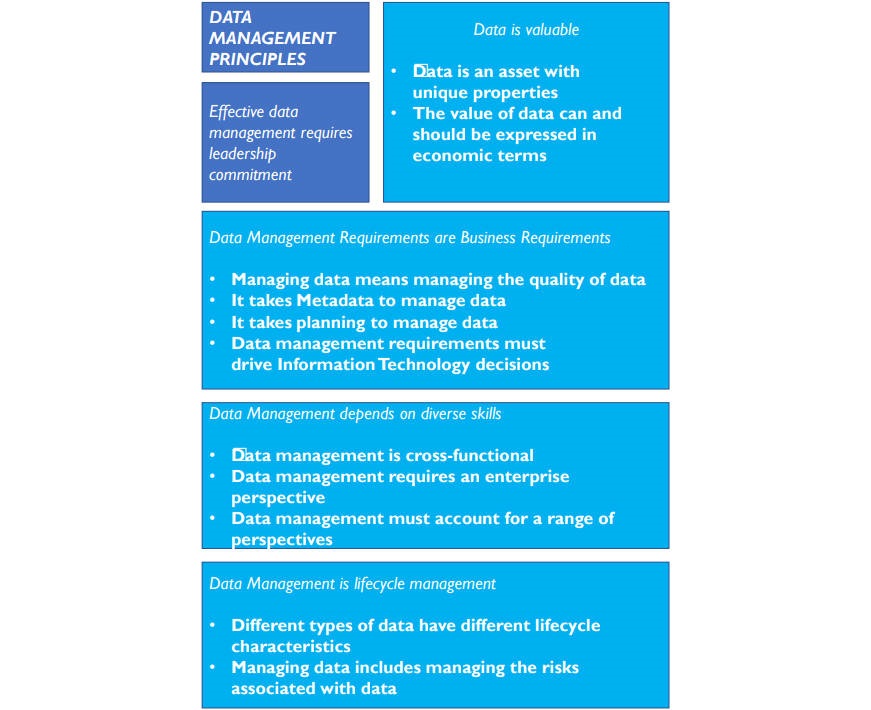 DATA
MANAGEMENT
PRINCIPLES
Effective data
management requires
leadership
commitment
Data is valuable
• Data is an asset with
unique properties
• The value of data can and
should be expressed in
economic terms
Data Management Requirements are Business Requirements
• Managing data means managing the quality of data
• It takes Metadata to manage data
• It takes planning to manage data
• Data management requirements must
drive Information Technology decisions
Data Management depends on diverse skills
• Data management is cross-functional
• Data management requires an enterprise
perspective
• Data management must account for a range of
perspectives
Data Management is lifecycle management
• Different types of data have different lifecycle
characteristics
• Managing data includes managing the risks
associated with data